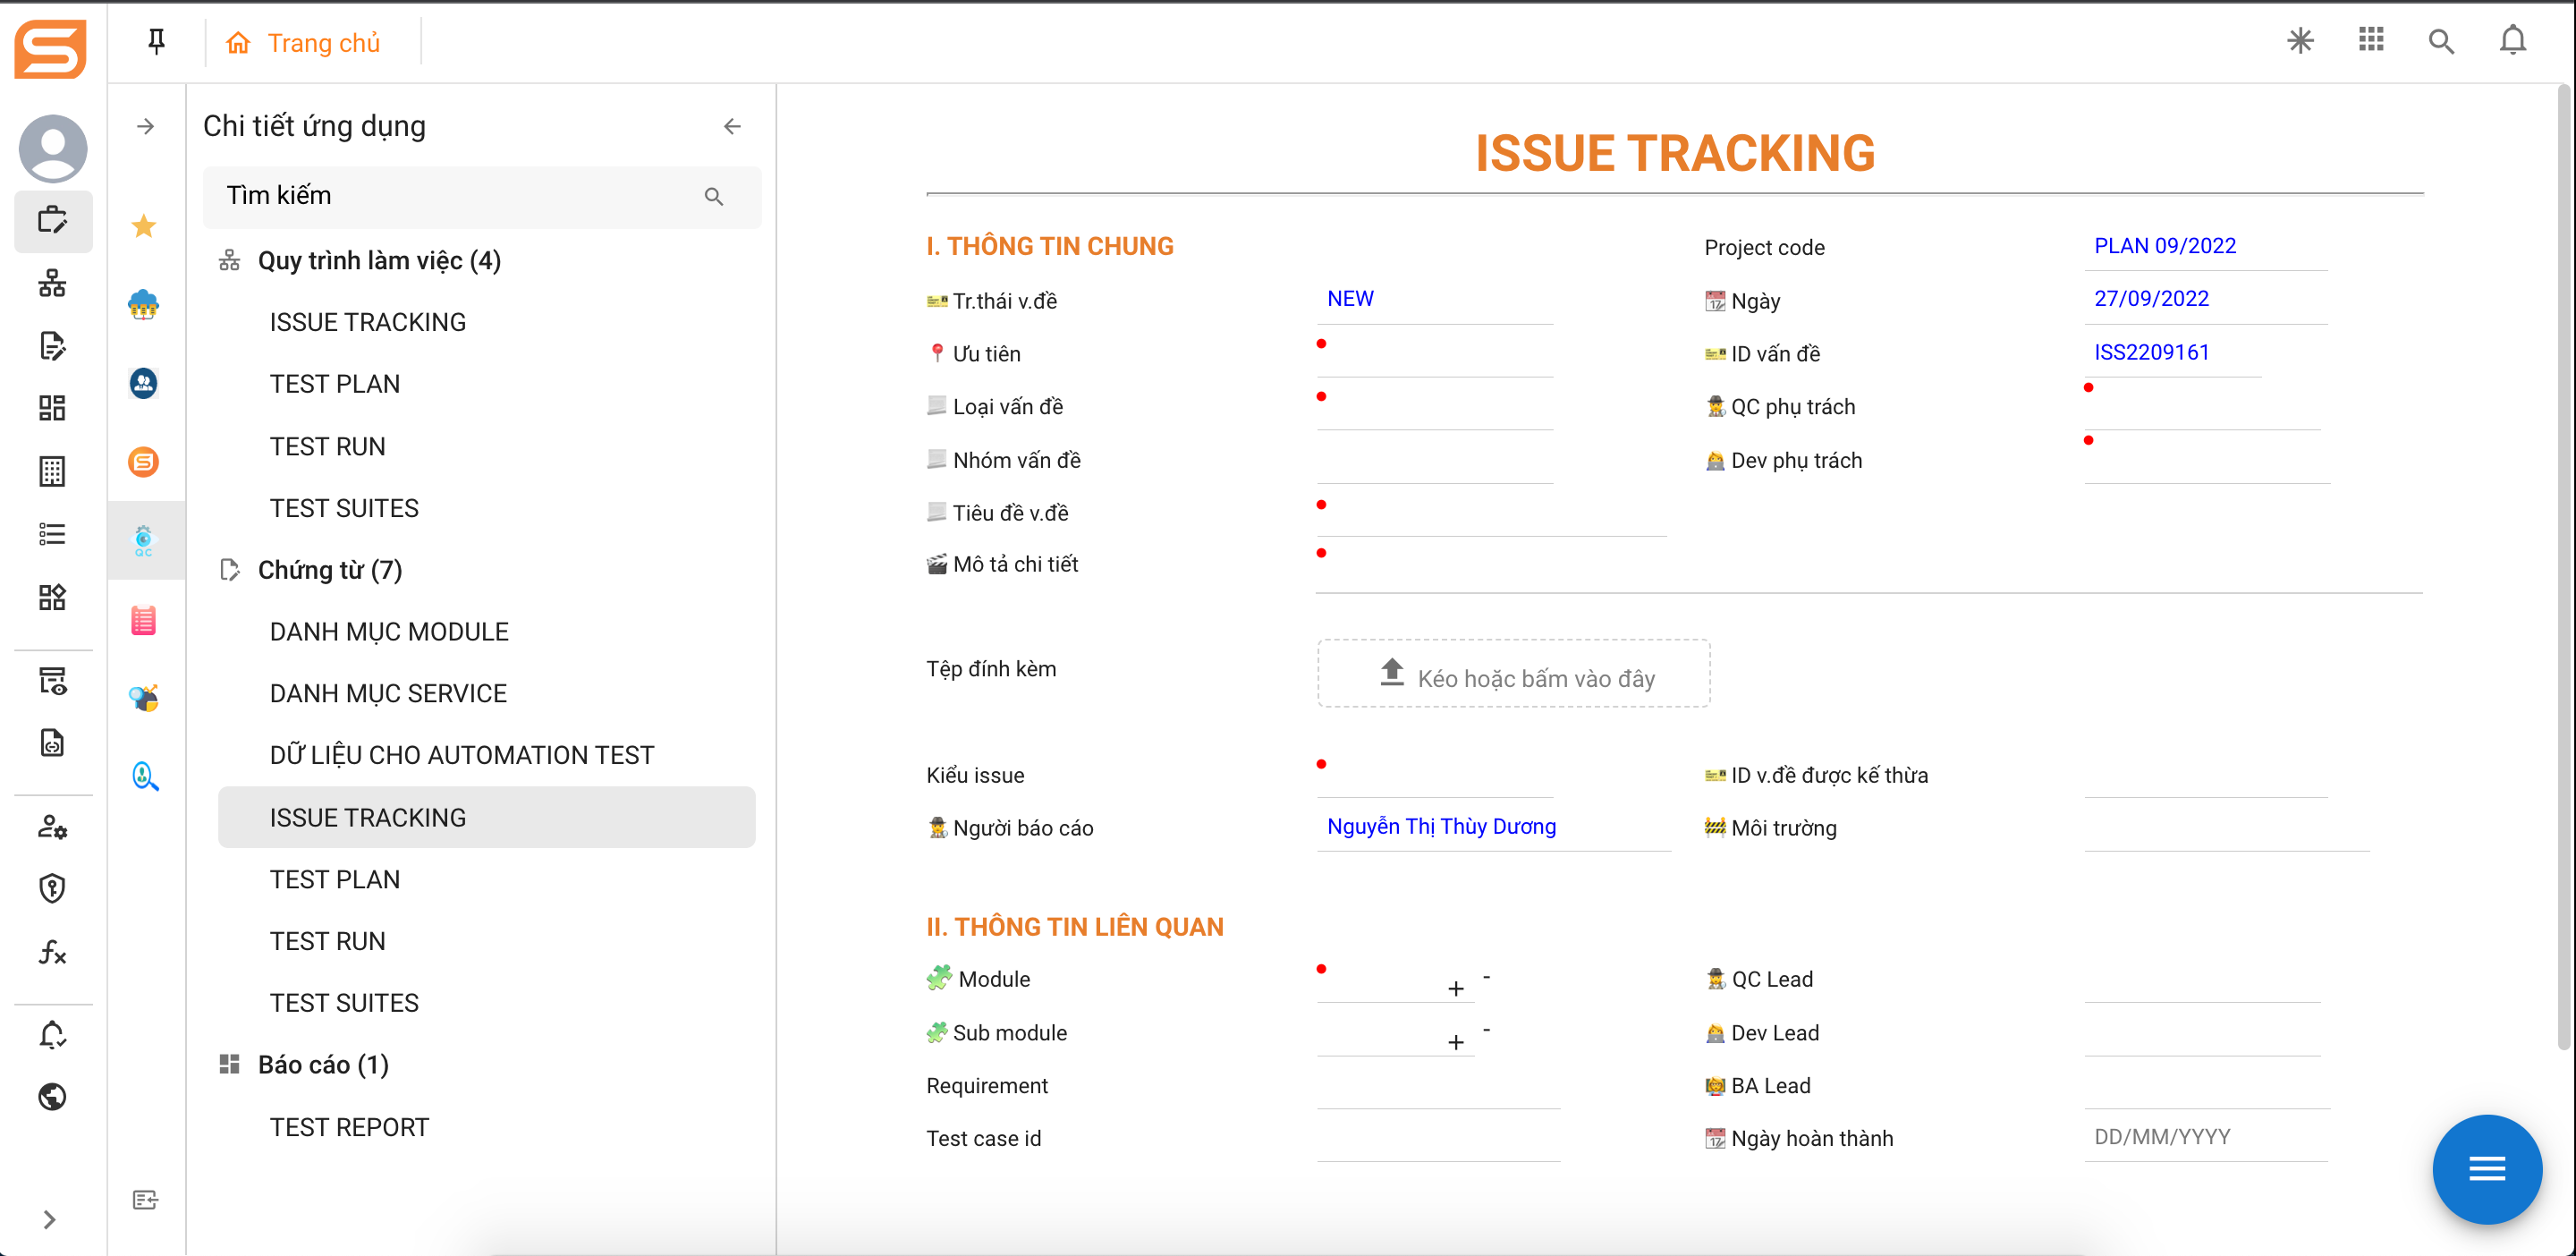 Trang chủ
Chi tiết ứng dụng
Tìm kiếm
Quy trình làm việc (4)
ISSUE TRACKING
TEST PLAN
TEST RUN
TEST SUITES
Chứng từ (7)
DANH MỤC MODULE
DANH MỤC SERVICE
DỮ LIỆU CHO AUTOMATION TEST
ISSUE TRACKING
TEST PLAN
TEST RUN
TEST SUITES
Báo cáo (1)
TEST REPORT
QC
ISSUE TRACKING
I. THÔNG TIN CHUNG
Project code PLAN 09/2022
Tr.thái v.đề NEW
Ngày 27/09/2022
Ưu tiên
ID vấn đề ISS2209161
Loại vấn đề
QC phụ trách
Nhóm vấn đề
Dev phụ trách
Tiêu đề v.đề
Mô tả chi tiết
Tệp đính kèm Kéo hoặc bấm vào đây
Kiểu issue
ID v.đề được kế thừa
Người báo cáo Nguyễn Thị Thùy Dương
Môi trường
II. THÔNG TIN LIÊN QUAN
Module + -
QC Lead
Sub module + -
Dev Lead
Requirement
BA Lead
Test case id
Ngày hoàn thành DD/MM/YYYY